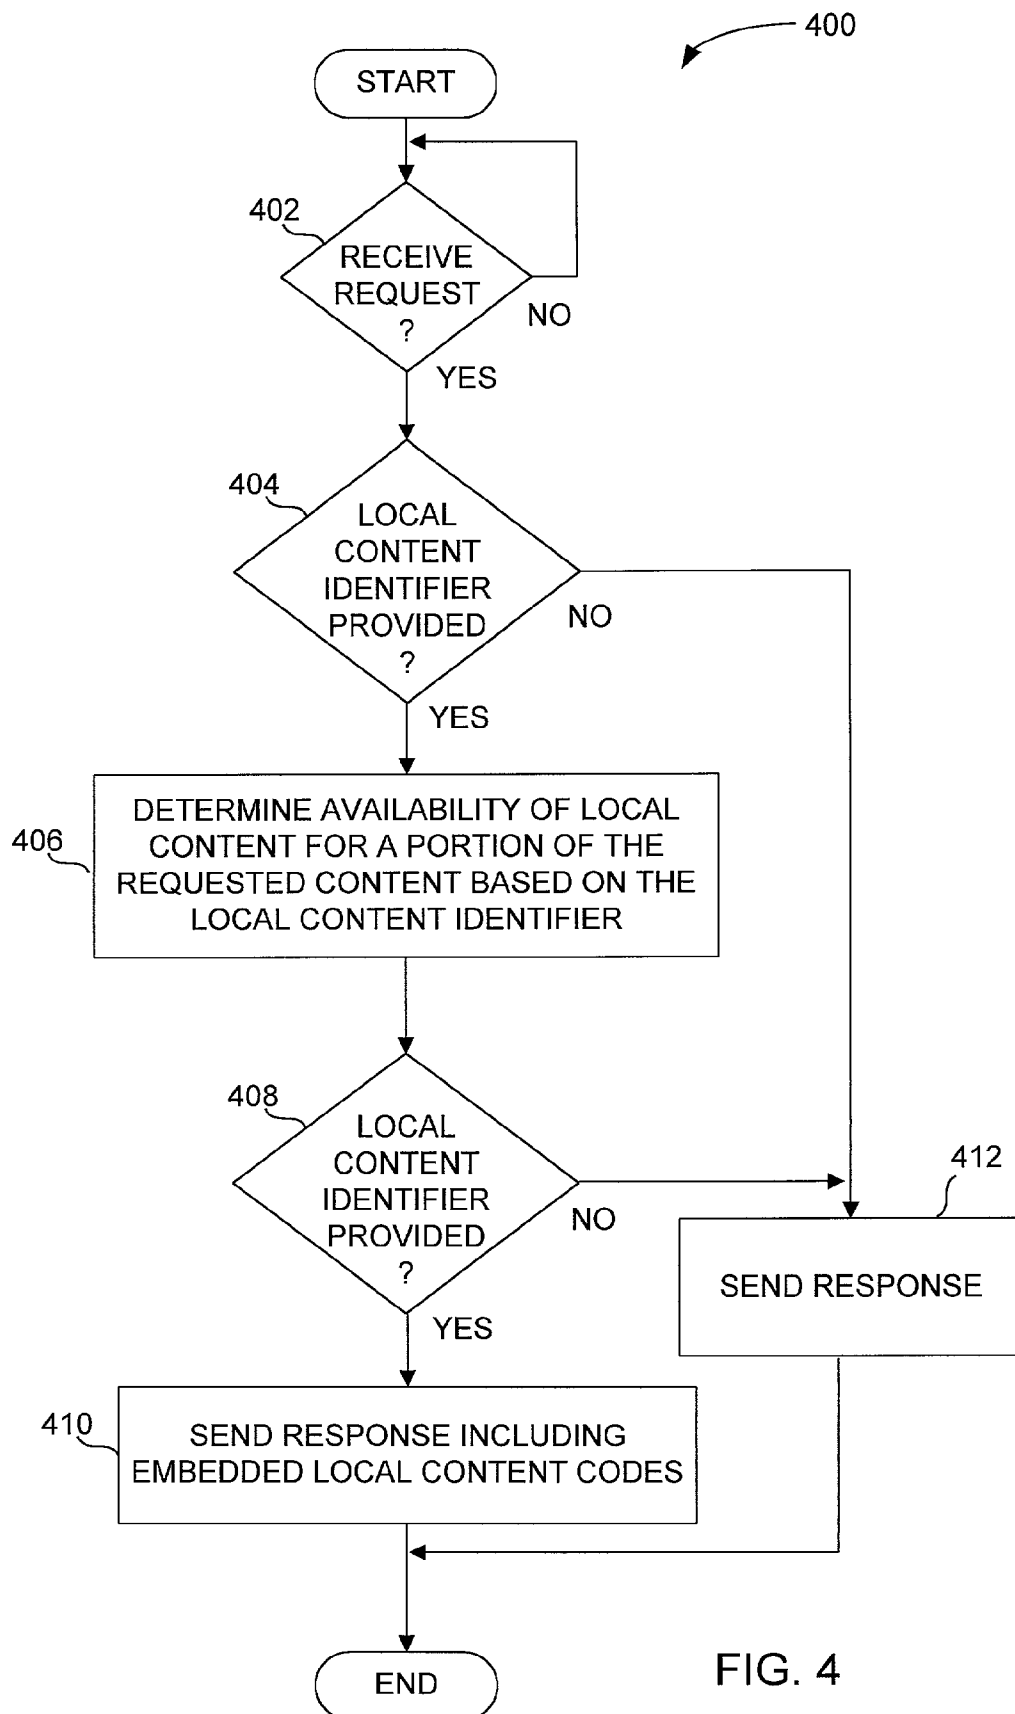 400
START
402
RECEIVE
REQUEST
?
NO
YES
404
LOCAL
CONTENT
IDENTIFIER
PROVIDED
?
NO
YES
406
DETERMINE AVAILABILITY OF LOCAL
CONTENT FOR A PORTION OF THE
REQUESTED CONTENT BASED ON THE
LOCAL CONTENT IDENTIFIER
408
LOCAL
CONTENT
IDENTIFIER
PROVIDED
?
NO
YES
412
SEND RESPONSE
410
SEND RESPONSE INCLUDING
EMBEDDED LOCAL CONTENT CODES
END
FIG. 4